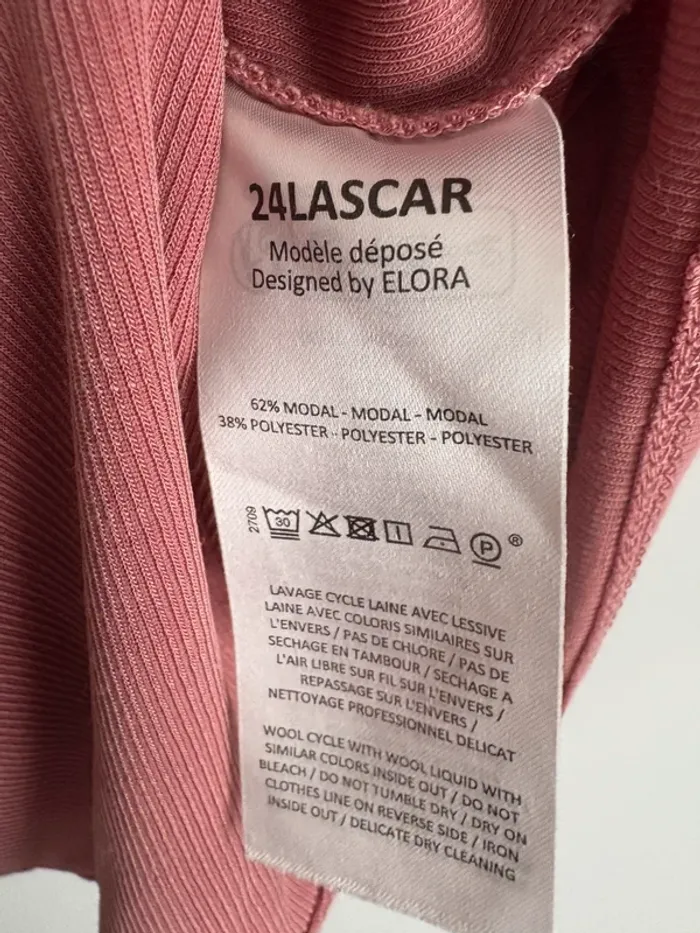 24LASCAR
Modèle déposé
Designed by ELORA
62% MODAL - MODAL - MODAL
38% POLYESTER - POLYESTER - POLYESTER
2709
30 P ®
LAVAGE CYCLE LAINE AVEC LESSIVE
LAINE AVEC COLORIS SIMILAIRES SUR
L'ENVERS / PAS DE CHLORE / PAS DE
SECHAGE EN TAMBOUR / SECHAGE A
L'AIR LIBRE SUR FIL SUR L'ENVERS /
REPASSAGE SUR L'ENVERS /
NETTOYAGE PROFESSIONNEL DELICAT
WOOL CYCLE WITH WOOL LIQUID WITH
SIMILAR COLORS INSIDE OUT / DO NOT
BLEACH / DO NOT TUMBLE DRY / DRY ON
CLOTHES LINE ON REVERSE SIDE / IRON
INSIDE OUT / DELICATE DRY CLEANING